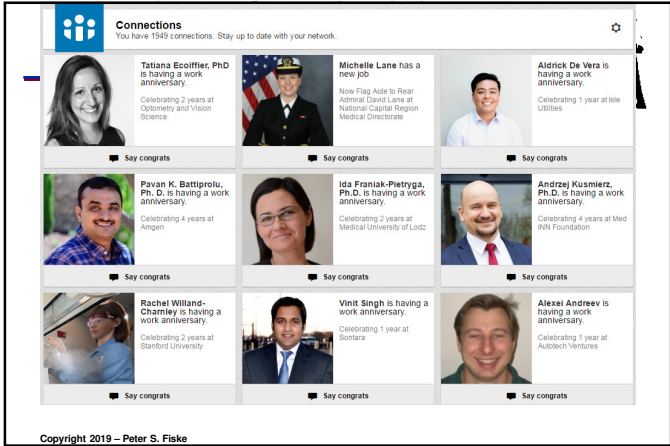 Connections
You have 1949 connections. Stay up to date with your network.
Tatiana Ecoiffier, PhD
is having a work
anniversary.
Celebrating 2 years at
Optometry and Vision
Science
Say congrats
Michelle Lane has a
new job
Now Flag Aide to Rear
Admiral David Lane at
National Capital Region
Medical Directorate
Say congrats
Aldrick De Vera is
having a work
anniversary.
Celebrating 1 year at Isle
Utilities
Say congrats
Pavan K. Battiprolu,
Ph. D. is having a work
anniversary.
Celebrating 4 years at
Amgen
Say congrats
Ida Franiak-Pietryga,
Ph.D. is having a work
anniversary.
Celebrating 2 years at
Medical University of Lodz
Say congrats
Andrzej Kusmierz,
Ph.D. is having a work
anniversary.
Celebrating 4 years at Med
INN Foundation
Say congrats
Rachel Willand-
Charnley is having a
work anniversary.
Celebrating 2 years at
Stanford University
Say congrats
Vinit Singh is having a
work anniversary.
Celebrating 1 year at
Sontara
Say congrats
Alexei Andreev is
having a work
anniversary.
Celebrating 1 year at
Autotech Ventures
Say congrats
Copyright 2019 – Peter S. Fiske